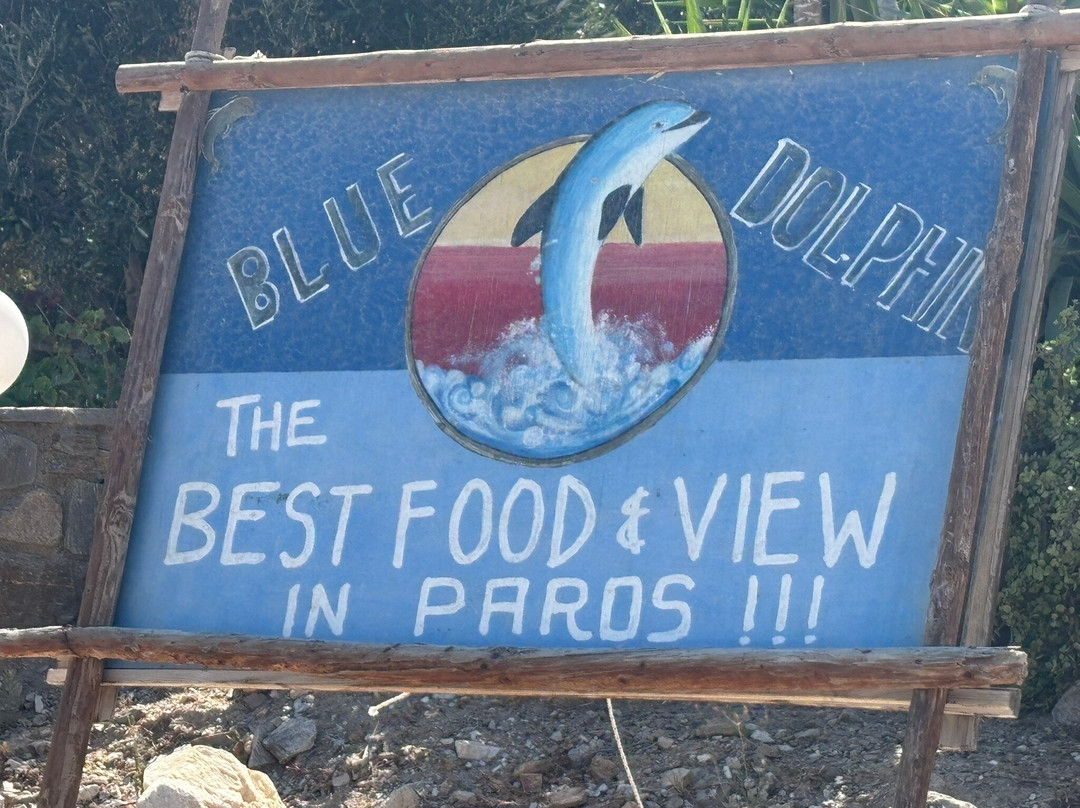 BLUE DOLPHIN
THE
BEST FOOD & VIEW
IN PAROS !!!